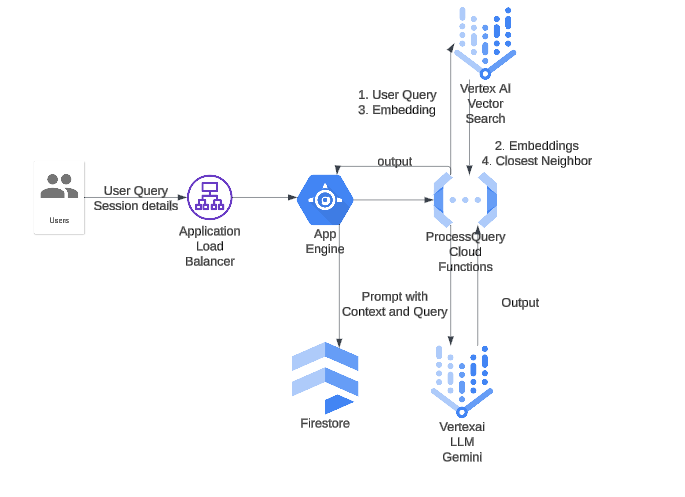 Vertex AI
Vector
Search
1. User Query
3. Embedding
2. Embeddings
4. Closest Neighbor
output
User Query
Session details
Users
Application
Load
Balancer
App
Engine
ProcessQuery
Cloud
Functions
Prompt with
Context and Query
Output
Firestore
Vertexai
LLM
Gemini